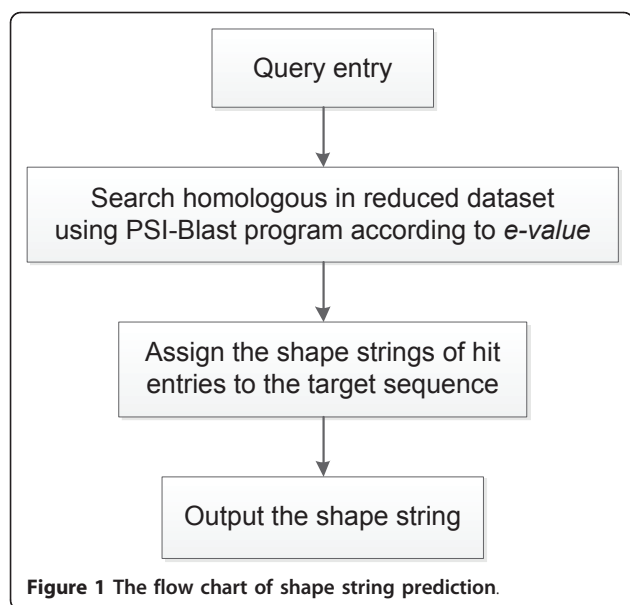 Query entry
Search homologous in reduced dataset
using PSI-Blast program according to e-value
Assign the shape strings of hit
entries to the target sequence
Output the shape string
Figure 1 The flow chart of shape string prediction.